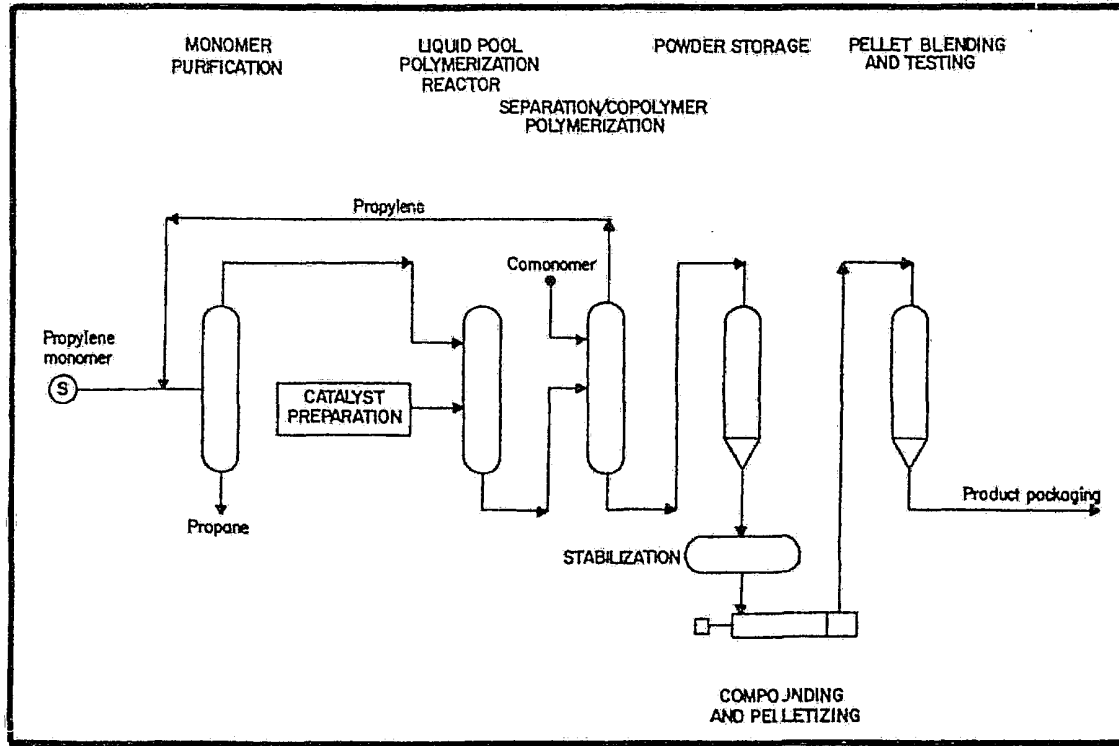 MONOMER
PURIFICATION
LIQUID POOL
POLYMERIZATION
REACTOR
SEPARATION/COPOLYMER
POLYMERIZATION
POWDER STORAGE
PELLET BLENDING
AND TESTING
Propylene
Comonomer
Propylene
monomer
S
CATALYST
PREPARATION
Propane
Product packaging
STABILIZATION
COMPOUNDING
AND PELLETIZING